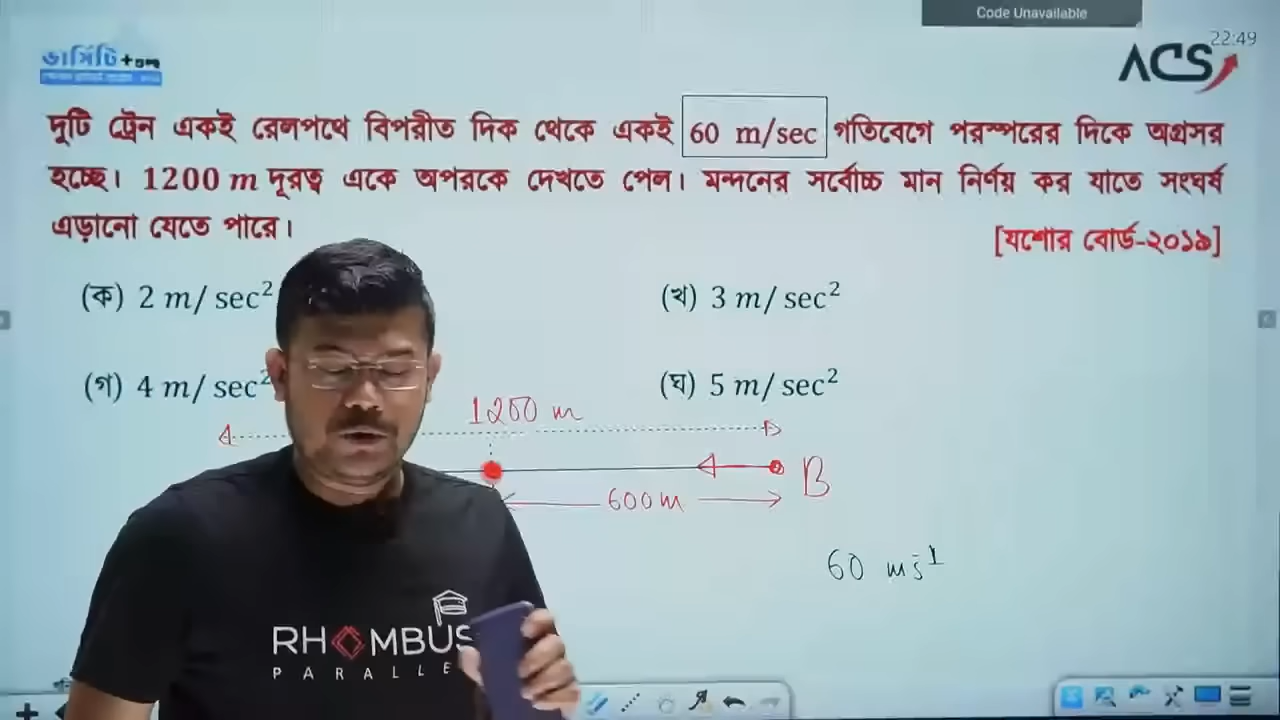 Code Unavailable
22:49
ভার্সিটি+গুচ্ছ
ACS
দুটি ট্রেন একই রেলপথে বিপরীত দিক থেকে একই 60 m/sec গতিবেগে পরস্পরের দিকে অগ্রসর
হচ্ছে। 1200 m দূরত্ব একে অপরকে দেখতে পেল। মন্দনের সর্বোচ্চ মান নির্ণয় কর যাতে সংঘর্ষ
এড়ানো যেতে পারে।
[যশোর বোর্ড-২০১৯]
(ক) 2 m/sec²
(খ) 3 m/sec²
(গ) 4 m/sec²
(ঘ) 5 m/sec²
1200 m
B
600m
60 ms⁻¹
RHOMBUS
PARALLE